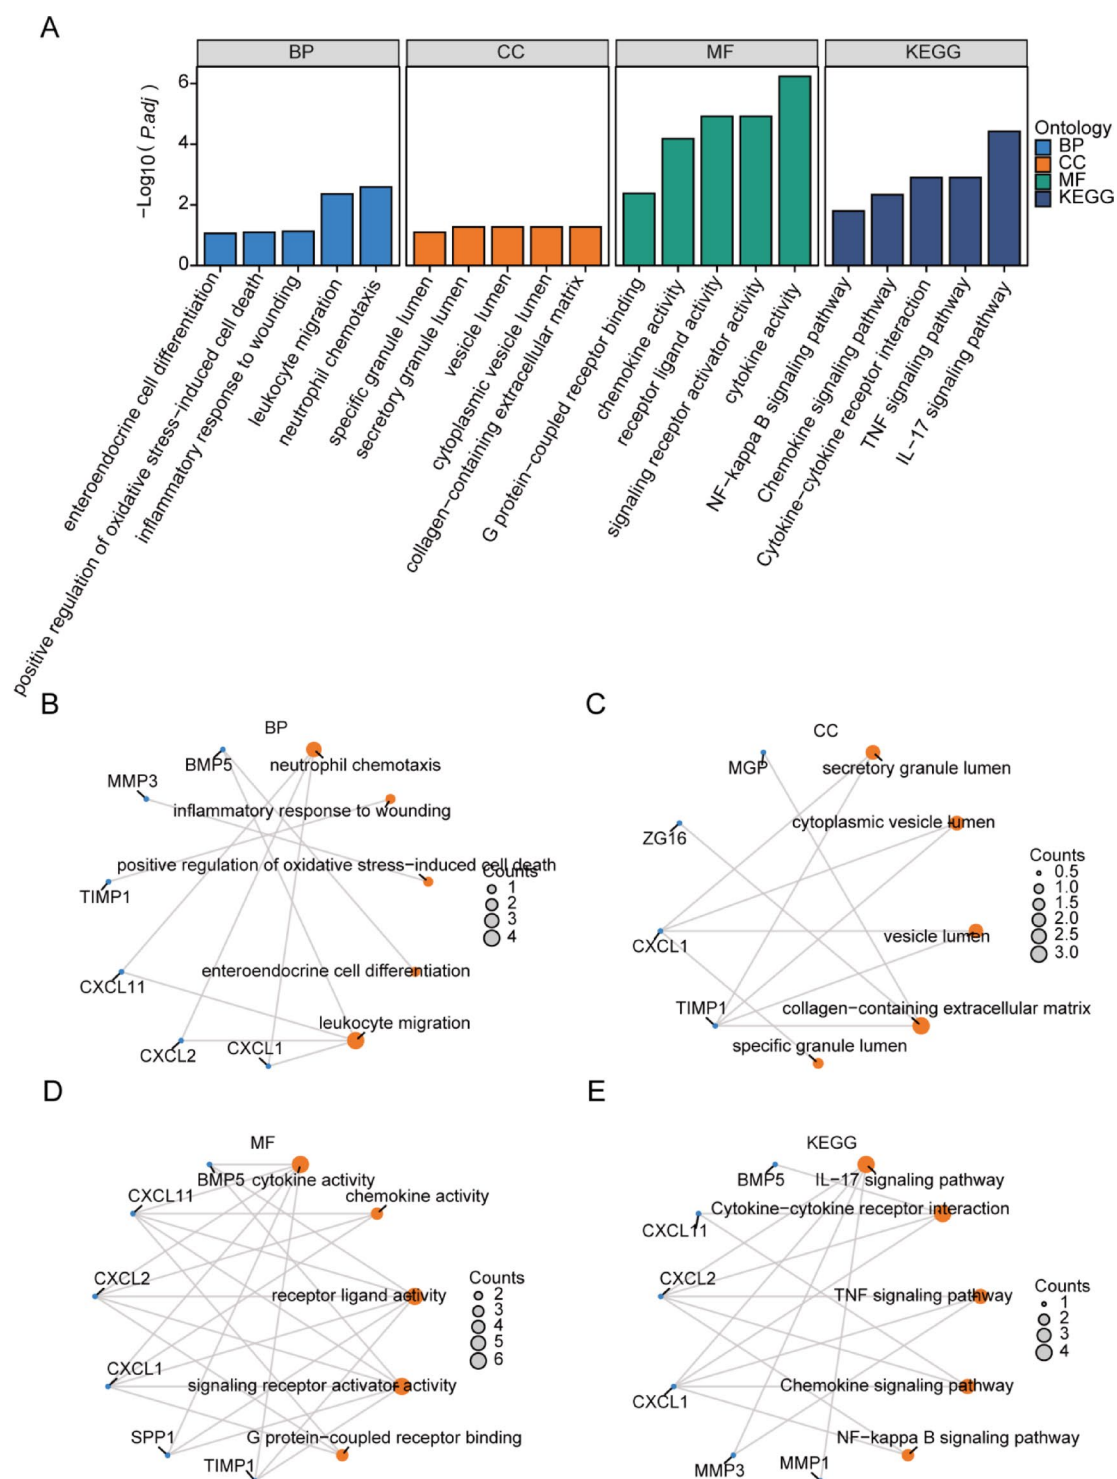 A
BP
CC
MF
KEGG
−Log10(P.adj)
6
4
2
0
Ontology
BP
CC
MF
KEGG
enteroendocrine cell differentiation
positive regulation of oxidative stress−induced cell death
inflammatory response to wounding
leukocyte migration
neutrophil chemotaxis
specific granule lumen
secretory granule lumen
vesicle lumen
cytoplasmic vesicle lumen
collagen−containing extracellular matrix
G protein−coupled receptor binding
chemokine activity
receptor ligand activity
signaling receptor activator activity
cytokine activity
NF−kappa B signaling pathway
Chemokine signaling pathway
Cytokine−cytokine receptor interaction
TNF signaling pathway
IL−17 signaling pathway
B
BP
BMP5
neutrophil chemotaxis
MMP3
inflammatory response to wounding
positive regulation of oxidative stress−induced cell death
TIMP1
enteroendocrine cell differentiation
CXCL11
leukocyte migration
CXCL2
CXCL1
Counts
1
2
3
4
C
CC
MGP
secretory granule lumen
ZG16
cytoplasmic vesicle lumen
CXCL1
vesicle lumen
TIMP1
collagen−containing extracellular matrix
specific granule lumen
Counts
0.5
1.0
1.5
2.0
2.5
3.0
D
MF
BMP5
cytokine activity
CXCL11
chemokine activity
CXCL2
receptor ligand activity
CXCL1
signaling receptor activator activity
SPP1
G protein−coupled receptor binding
TIMP1
Counts
2
3
4
5
6
E
KEGG
BMP5
IL−17 signaling pathway
CXCL11
Cytokine−cytokine receptor interaction
CXCL2
TNF signaling pathway
CXCL1
Chemokine signaling pathway
NF−kappa B signaling pathway
MMP3
MMP1
Counts
1
2
3
4